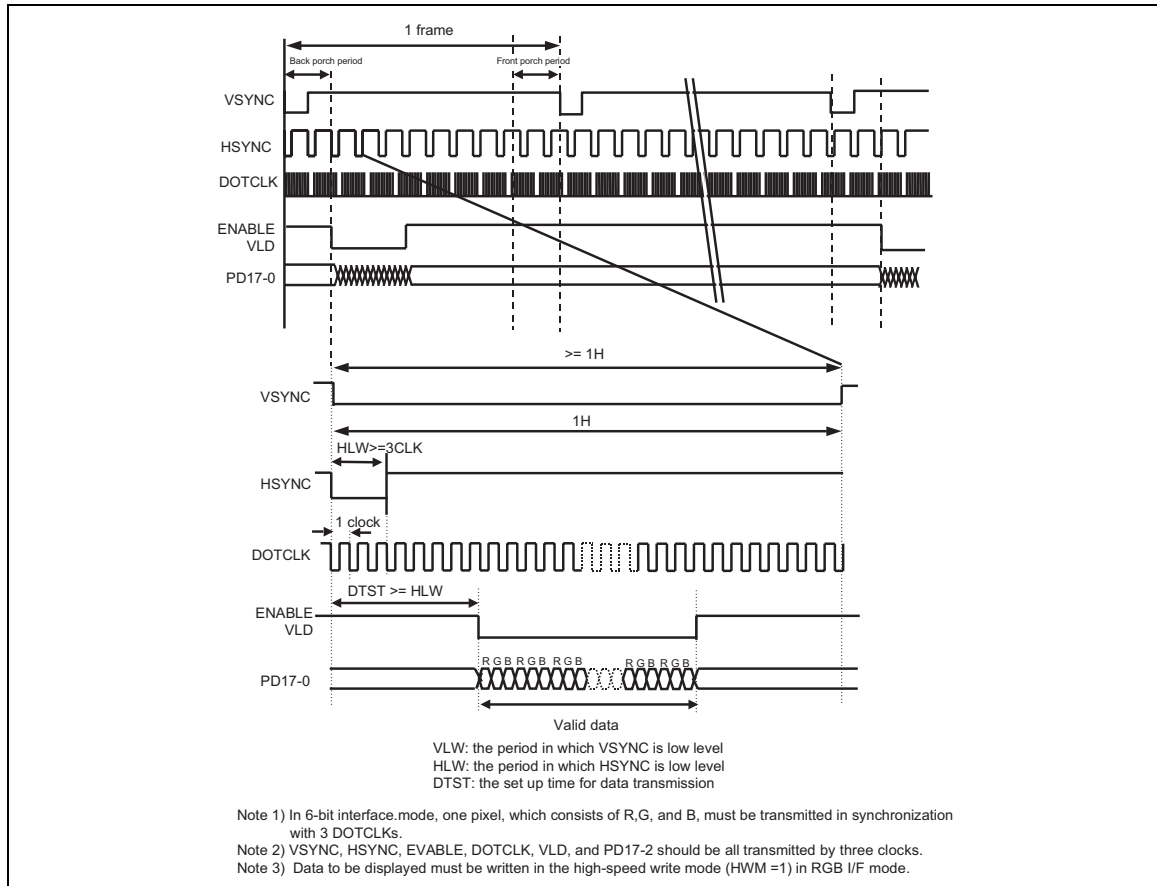 1 frame
Back porch period
Front porch period
VSYNC
HSYNC
DOTCLK
ENABLE
VLD
PD17-0
>= 1H
VSYNC
1H
HLW>=3CLK
HSYNC
1 clock
DOTCLK
DTST >= HLW
ENABLE
VLD
R G B R G B R G B R G B R G B
PD17-0
Valid data
VLW: the period in which VSYNC is low level
HLW: the period in which HSYNC is low level
DTST: the set up time for data transmission
Note 1) In 6-bit interface.mode, one pixel, which consists of R,G, and B, must be transmitted in synchronization
with 3 DOTCLKs.
Note 2) VSYNC, HSYNC, EVABLE, DOTCLK, VLD, and PD17-2 should be all transmitted by three clocks.
Note 3) Data to be displayed must be written in the high-speed write mode (HWM =1) in RGB I/F mode.